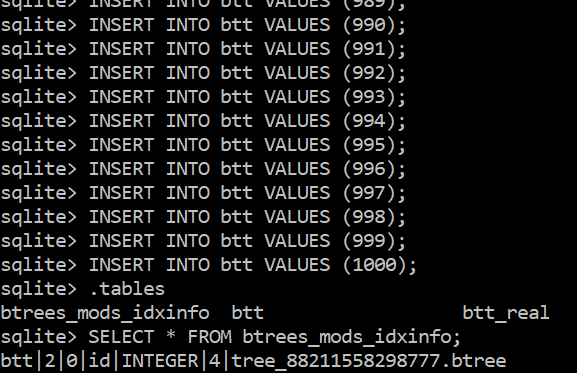 sqlite> INSERT INTO btt VALUES (989);
sqlite> INSERT INTO btt VALUES (990);
sqlite> INSERT INTO btt VALUES (991);
sqlite> INSERT INTO btt VALUES (992);
sqlite> INSERT INTO btt VALUES (993);
sqlite> INSERT INTO btt VALUES (994);
sqlite> INSERT INTO btt VALUES (995);
sqlite> INSERT INTO btt VALUES (996);
sqlite> INSERT INTO btt VALUES (997);
sqlite> INSERT INTO btt VALUES (998);
sqlite> INSERT INTO btt VALUES (999);
sqlite> INSERT INTO btt VALUES (1000);
sqlite> .tables
btrees_mods_idxinfo  btt                  btt_real
sqlite> SELECT * FROM btrees_mods_idxinfo;
btt|2|0|id|INTEGER|4|tree_88211558298777.btree